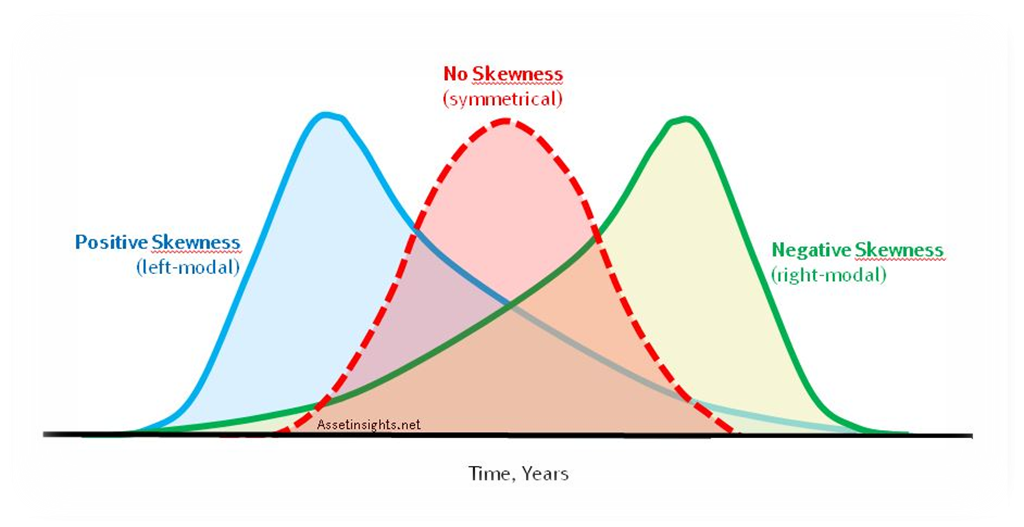 No Skewness
(symmetrical)
Positive Skewness
(left-modal)
Negative Skewness
(right-modal)
Assetinsights.net
Time, Years